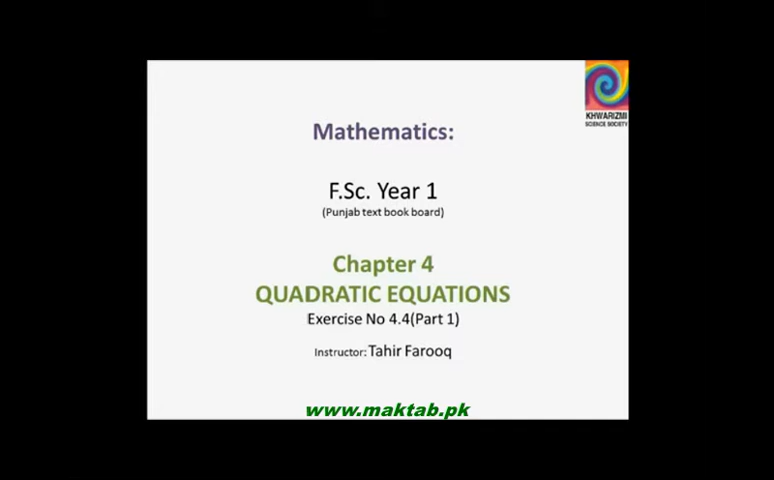 KHWARIZMI
SCIENCE SOCIETY
Mathematics:
F.Sc. Year 1
(Punjab text book board)
Chapter 4
QUADRATIC EQUATIONS
Exercise No 4.4(Part 1)
Instructor: Tahir Farooq
www.maktab.pk